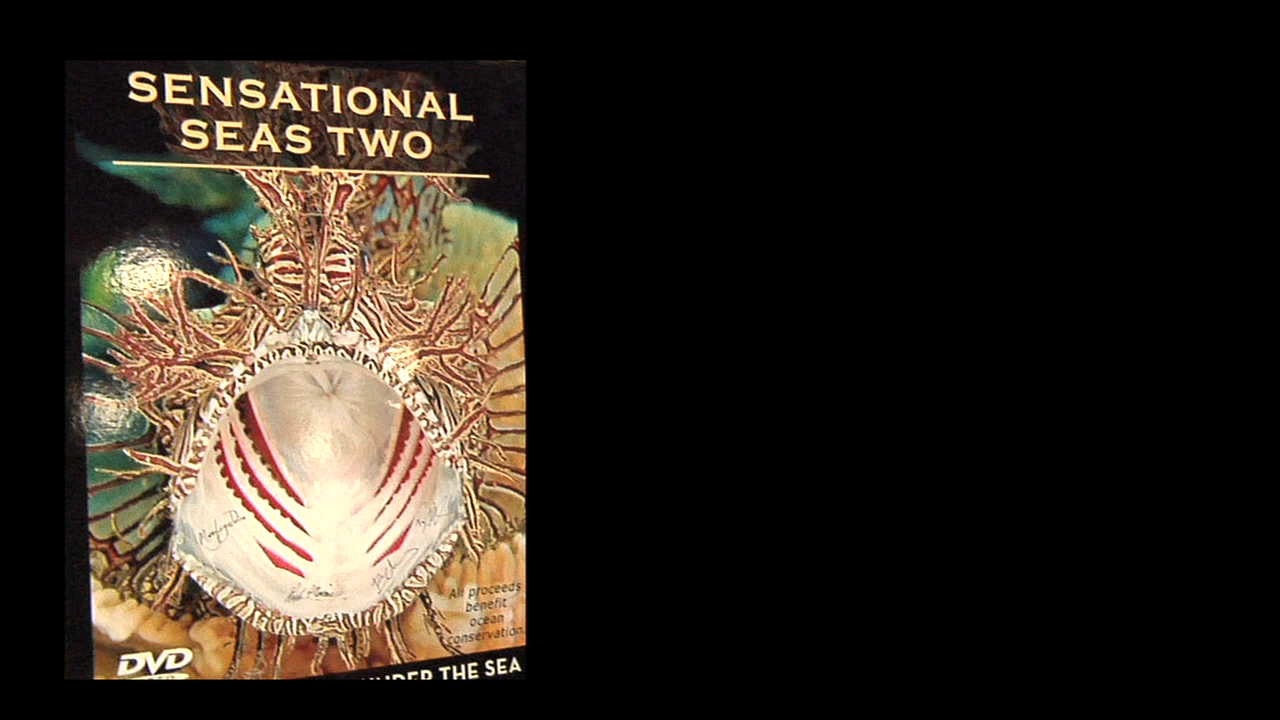 SENSATIONAL
SEAS TWO
All proceeds
benefit
ocean
conservation.
DVD
UNDER THE SEA